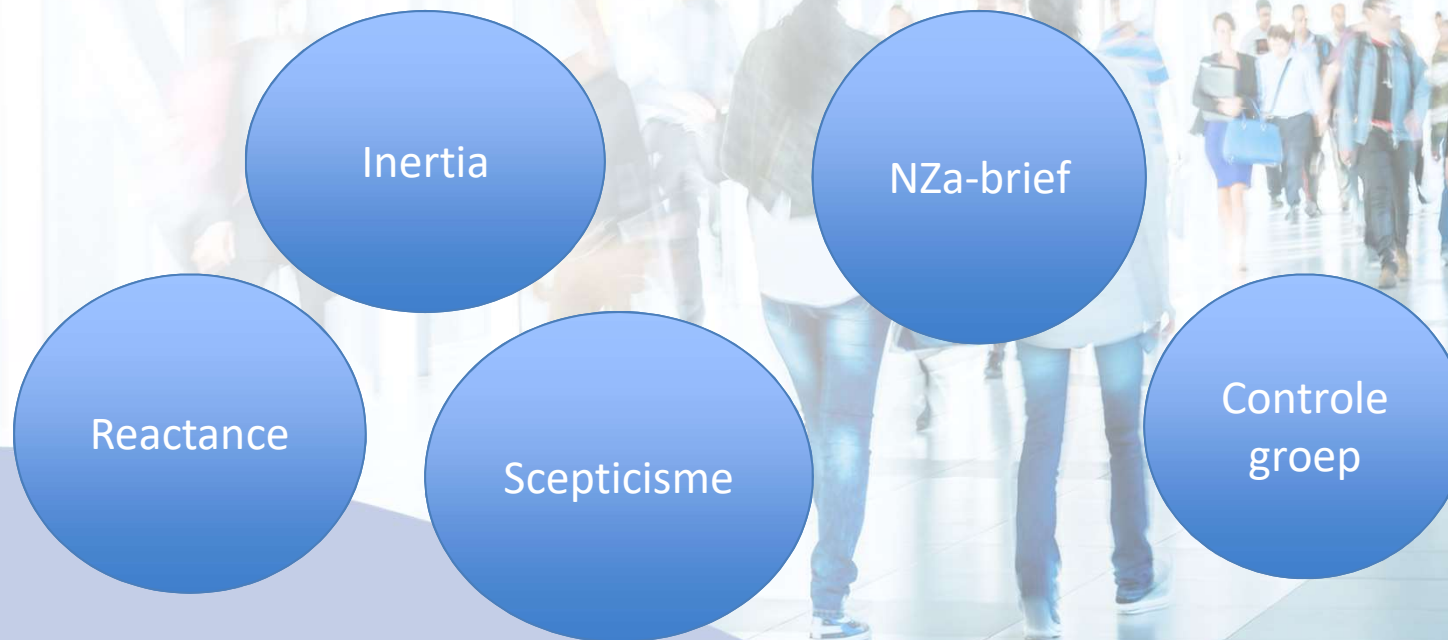 Inertia
NZa-brief
Reactance
Scepticisme
Controle
groep